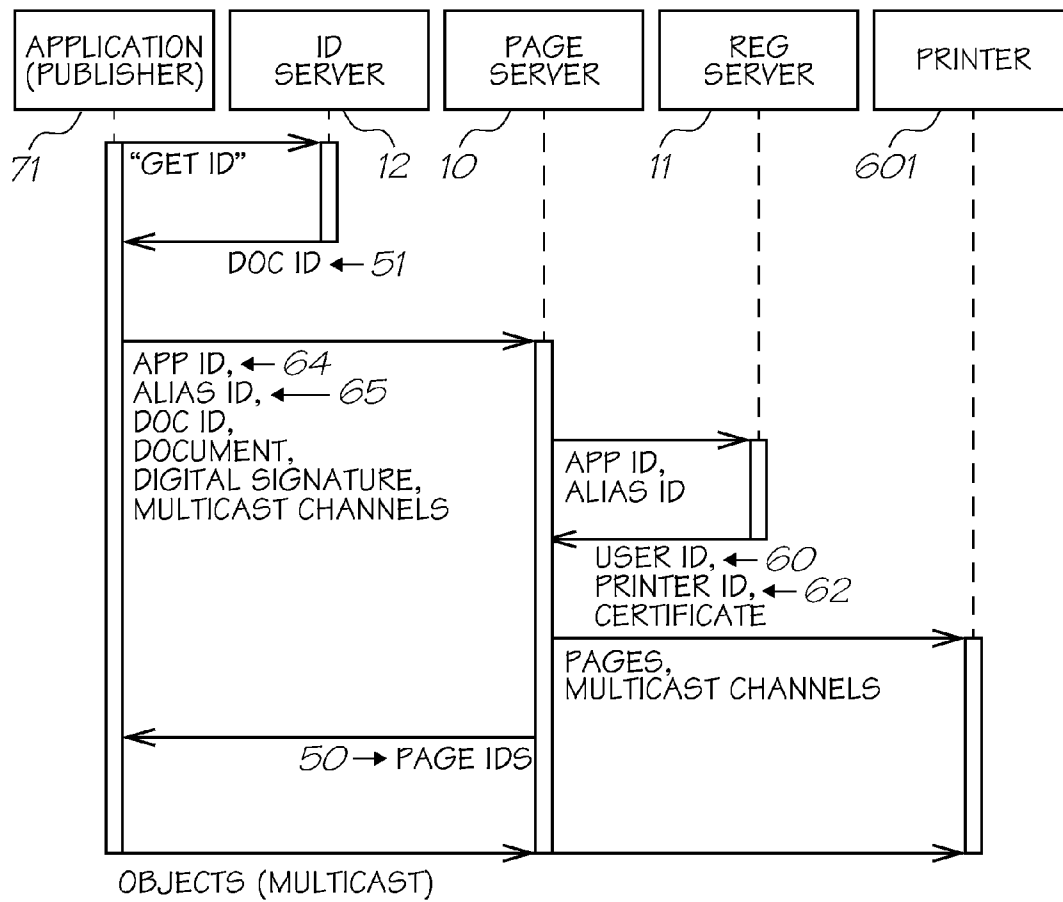 APPLICATION
(PUBLISHER)
ID
SERVER
PAGE
SERVER
REG
SERVER
PRINTER
71
12
10
11
601
"GET ID"
DOC ID ← 51
APP ID, ← 64
ALIAS ID, ← 65
DOC ID,
DOCUMENT,
DIGITAL SIGNATURE,
MULTICAST CHANNELS
APP ID,
ALIAS ID
USER ID, ← 60
PRINTER ID, ← 62
CERTIFICATE
PAGES,
MULTICAST CHANNELS
50 → PAGE IDS
OBJECTS (MULTICAST)